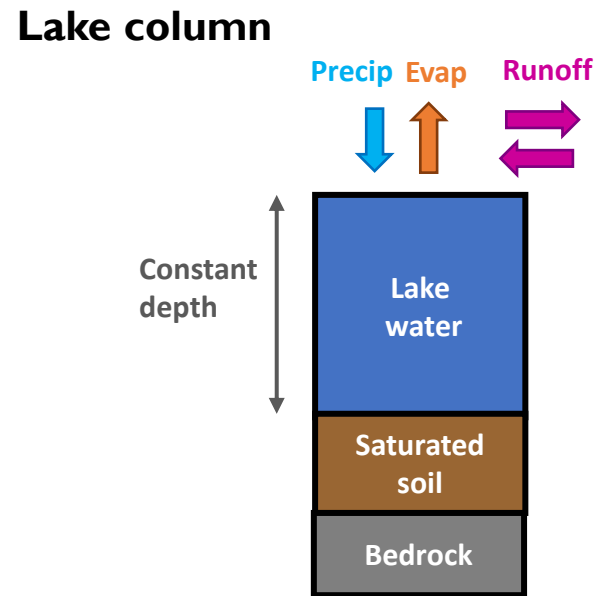 Lake column
Precip Evap Runoff
Constant
depth
Lake
water
Saturated
soil
Bedrock